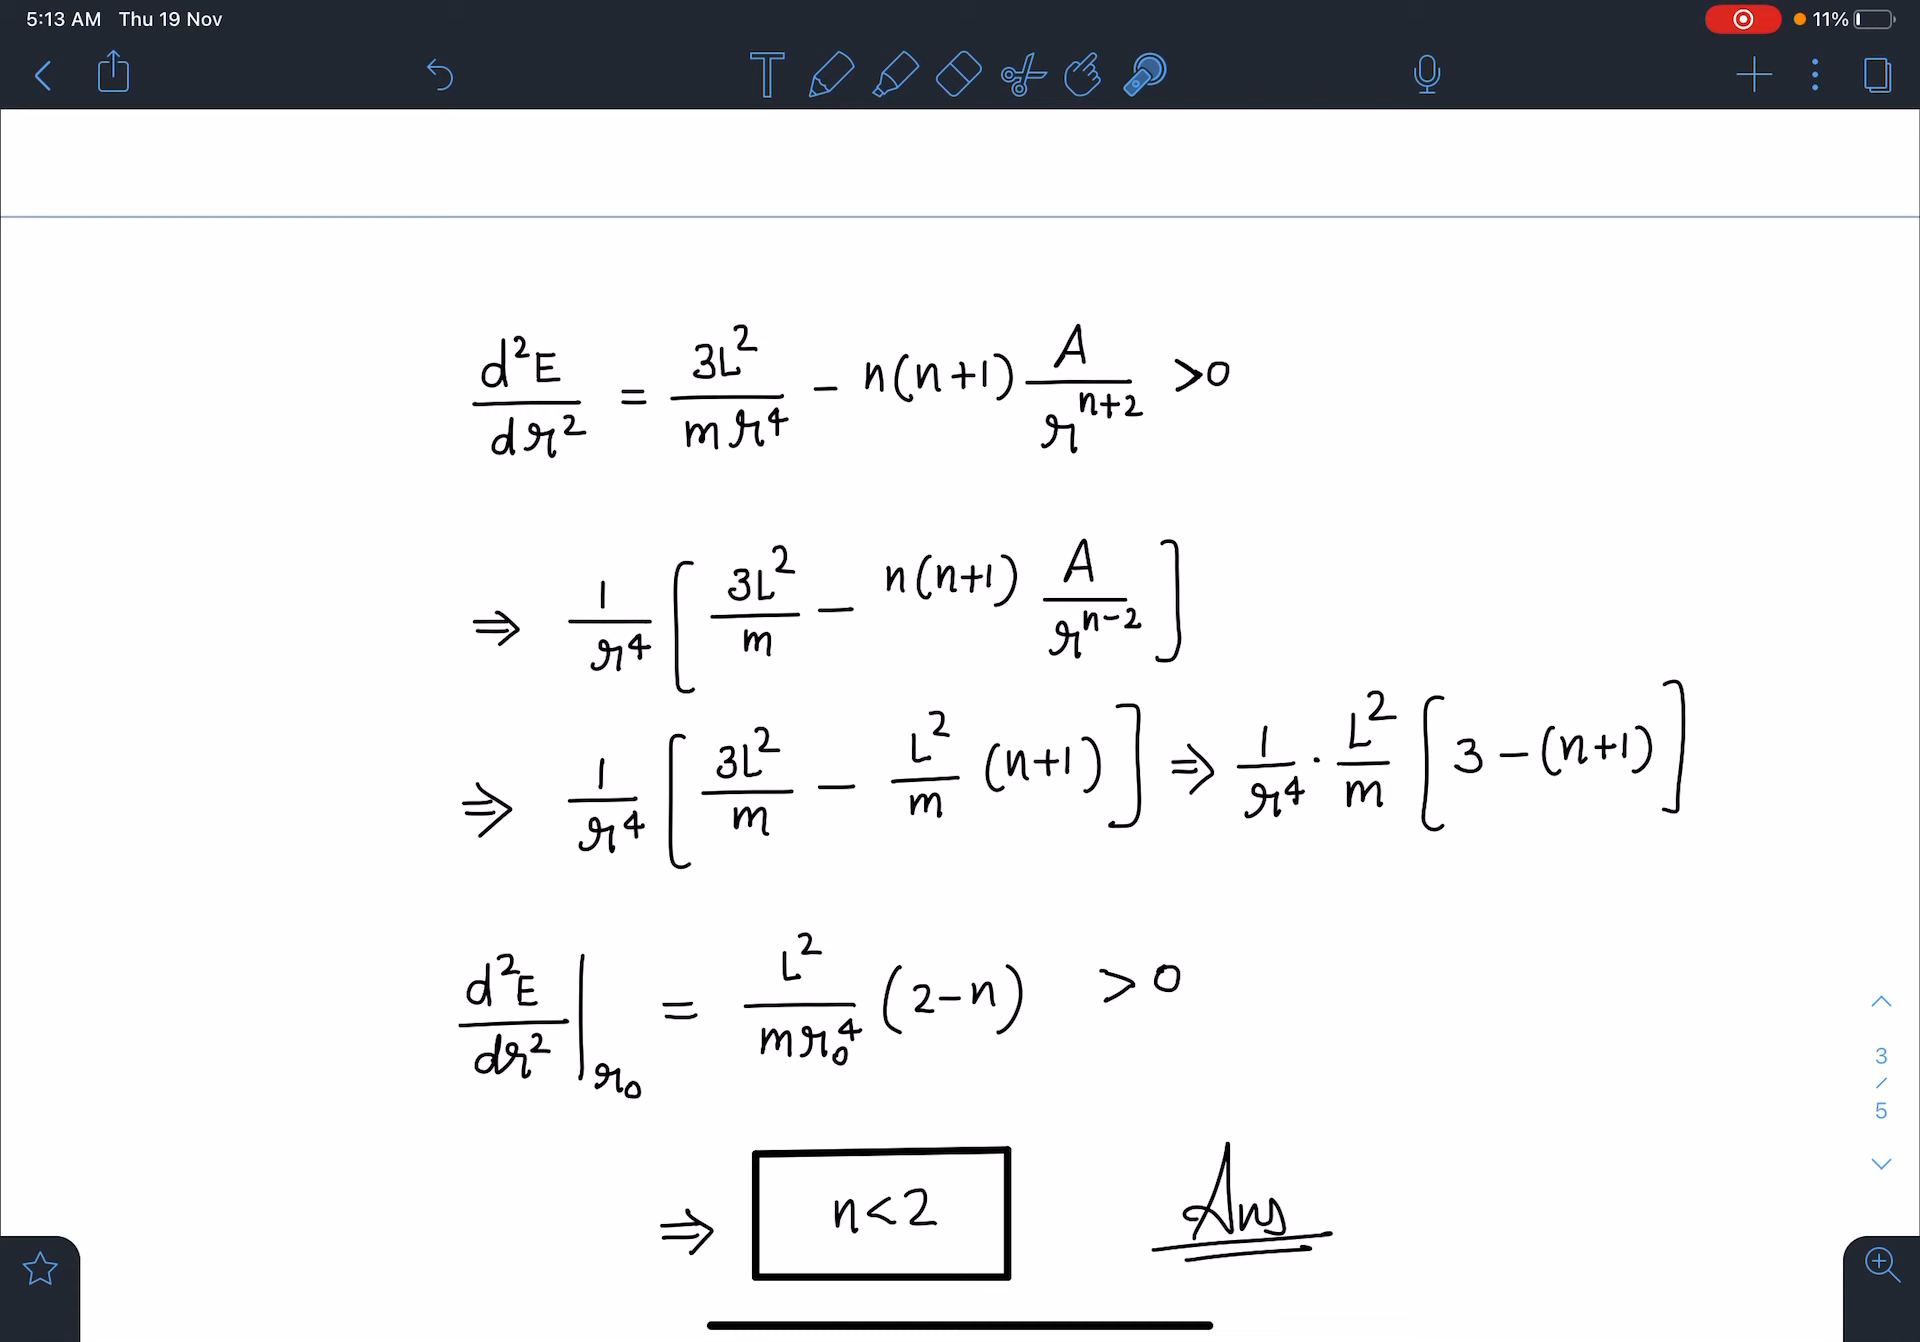 5:13 AM Thu 19 Nov
11%
T
d²E/dr² = 3L²/mr⁴ - n(n+1) A/rⁿ⁺² >0
⇒ 1/r⁴ [ 3L²/m - n(n+1) A/rⁿ⁻² ]
⇒ 1/r⁴ [ 3L²/m - L²/m (n+1) ] ⇒ 1/r⁴ · L²/m [ 3 - (n+1) ]
d²E/dr² |r₀ = L²/mr₀⁴ (2-n) > 0
3
/
5
⇒ n<2 Ans